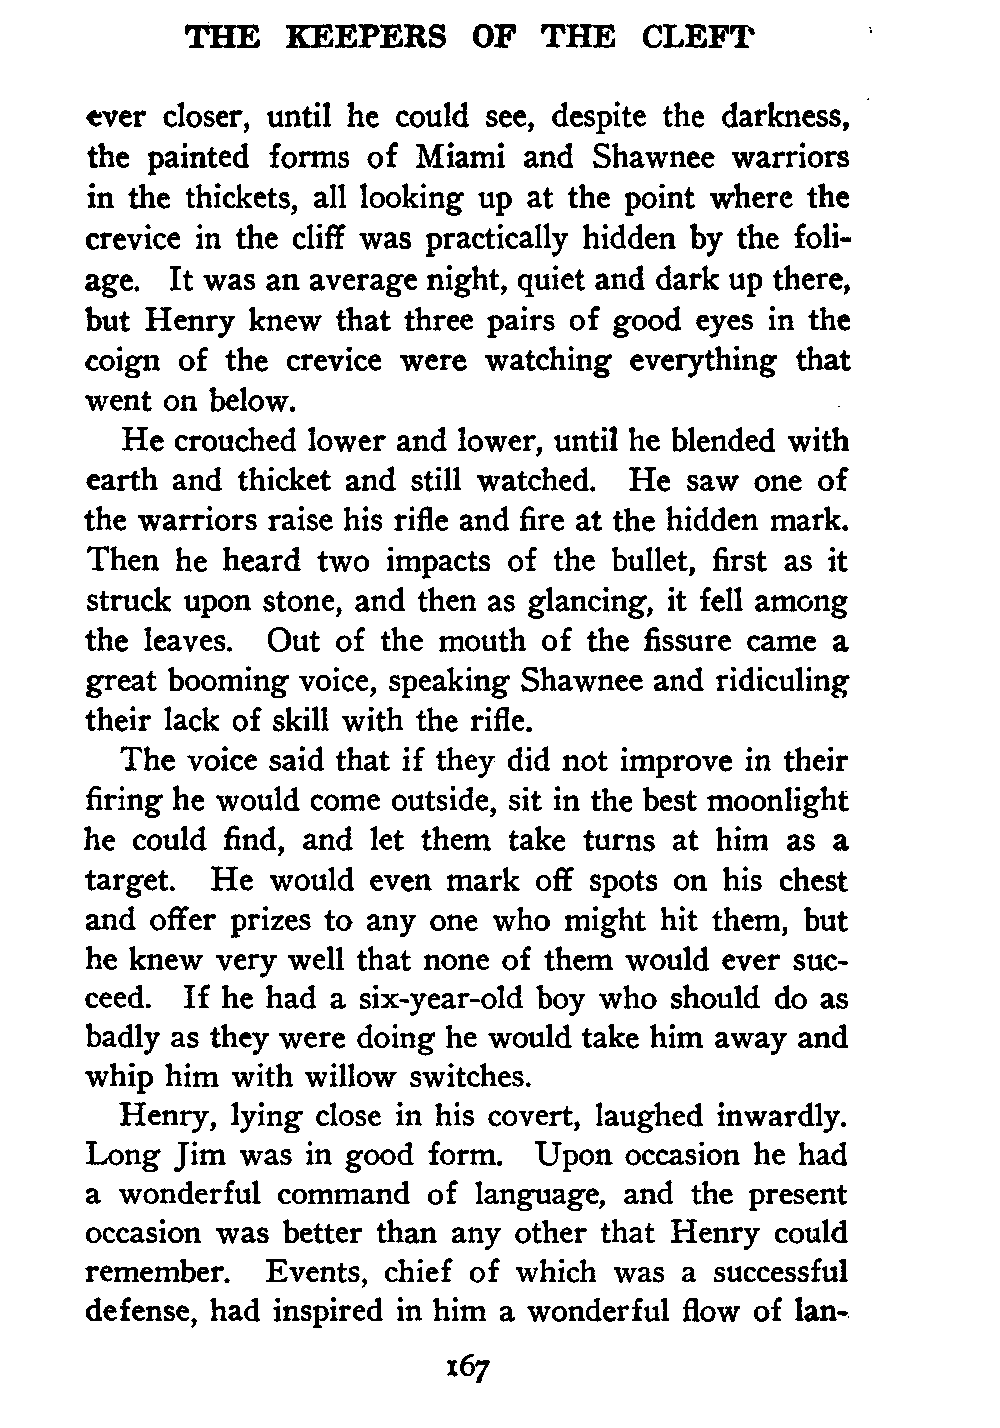 THE KEEPERS OF THE CLEFT
ever closer, until he could see, despite the darkness,
the painted forms of Miami and Shawnee warriors
in the thickets, all looking up at the point where the
crevice in the cliff was practically hidden by the foli-
age. It was an average night, quiet and dark up there,
but Henry knew that three pairs of good eyes in the
coign of the crevice were watching everything that
went on below.
He crouched lower and lower, until he blended with
earth and thicket and still watched. He saw one of
the warriors raise his rifle and fire at the hidden mark.
Then he heard two impacts of the bullet, first as it
struck upon stone, and then as glancing, it fell among
the leaves. Out of the mouth of the fissure came a
great booming voice, speaking Shawnee and ridiculing
their lack of skill with the rifle.
The voice said that if they did not improve in their
firing he would come outside, sit in the best moonlight
he could find, and let them take turns at him as a
target. He would even mark off spots on his chest
and offer prizes to any one who might hit them, but
he knew very well that none of them would ever suc-
ceed. If he had a six-year-old boy who should do as
badly as they were doing he would take him away and
whip him with willow switches.
Henry, lying close in his covert, laughed inwardly.
Long Jim was in good form. Upon occasion he had
a wonderful command of language, and the present
occasion was better than any other that Henry could
remember. Events, chief of which was a successful
defense, had inspired in him a wonderful flow of lan-
167